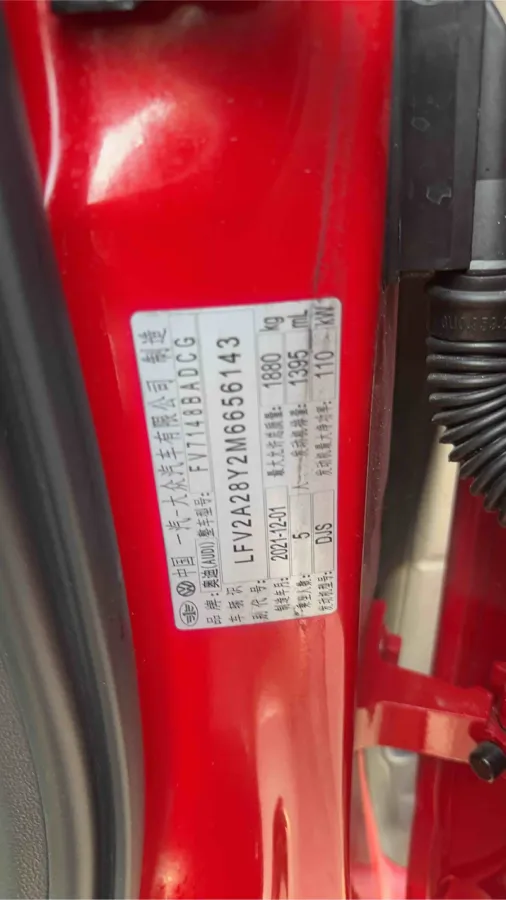 中国 一汽-大众汽车有限公司 制造
品牌:奥迪(AUDI) 整车型号: FV7148BADCG
车辆识别代号: LFV2A28Y2M6656143
制造年月: 2021-12-01 最大允许总质量: 1880 kg
乘坐人数: 5 人 发动机排量: 1395 mL
发动机型号: DJS 发动机最大净功率: 110 kW